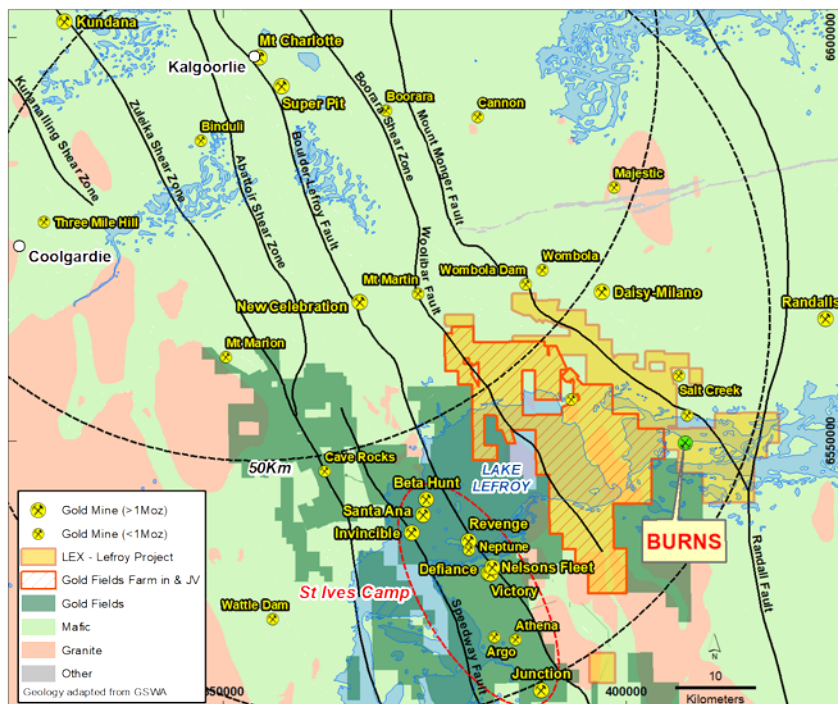 Kundana
Mt Charlotte
Kalgoorlie
Super Pit
Boorara
Cannon
Binduli
Kunanalling Shear Zone
Zuleika Shear Zone
Abattoir Shear Zone
Boulder-Lefroy Fault
Boorara Shear Zone
Mount Monger Fault
6600000
Majestic
Three Mile Hill
Coolgardie
Wombola
Wombola Dam
Mt Martin
Woolibar Fault
Daisy-Milano
New Celebration
Randalls
Mt Marion
Salt Creek
6550000
50Km
Cave Rocks
LAKE
LEFROY
Beta Hunt
Santa Ana
Invincible
Revenge
Neptune
BURNS
Nelsons Fleet
Defiance
Victory
St Ives Camp
Randall Fault
Wattle Dam
Speedway Fault
Athena
Argo
Junction
Gold Mine (>1Moz)
Gold Mine (<1Moz)
LEX - Lefroy Project
Gold Fields Farm in & JV
Gold Fields
Mafic
Granite
Other
Geology adapted from GSWA
350000
400000
N
10
Kilometers